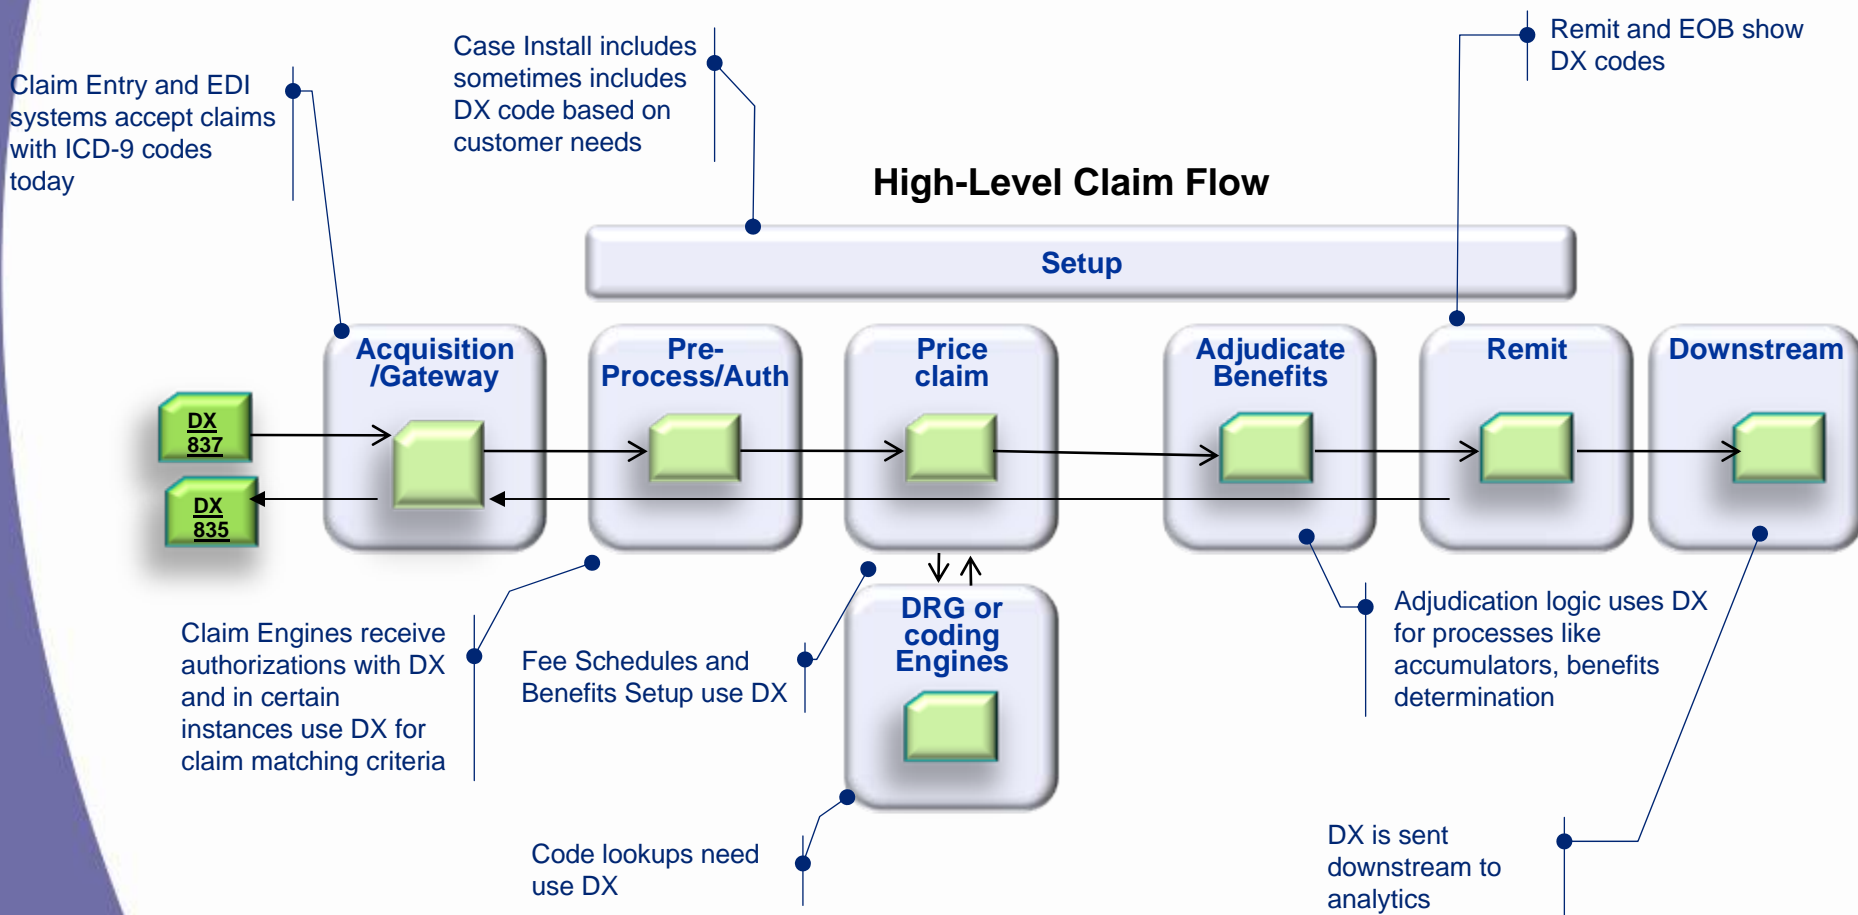 Claim Entry and EDI
systems accept claims
with ICD-9 codes
today
Case Install includes
sometimes includes
DX code based on
customer needs
Remit and EOB show
DX codes
High-Level Claim Flow
Setup
Acquisition
/Gateway
Pre-
Process/Auth
Price
claim
Adjudicate
Benefits
Remit
Downstream
DX
837
DX
835
DRG or
coding
Engines
Claim Engines receive
authorizations with DX
and in certain
instances use DX for
claim matching criteria
Fee Schedules and
Benefits Setup use DX
Adjudication logic uses DX
for processes like
accumulators, benefits
determination
Code lookups need
use DX
DX is sent
downstream to
analytics